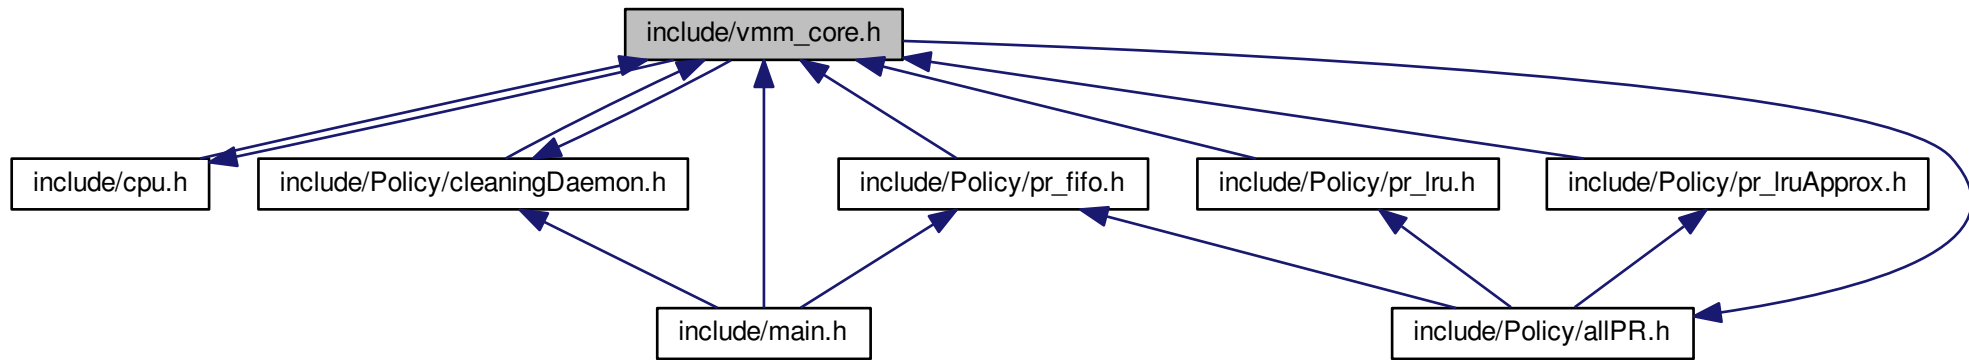 include/vmm_core.h
include/cpu.h
include/Policy/cleaningDaemon.h
include/Policy/pr_fifo.h
include/Policy/pr_lru.h
include/Policy/pr_lruApprox.h
include/main.h
include/Policy/allPR.h